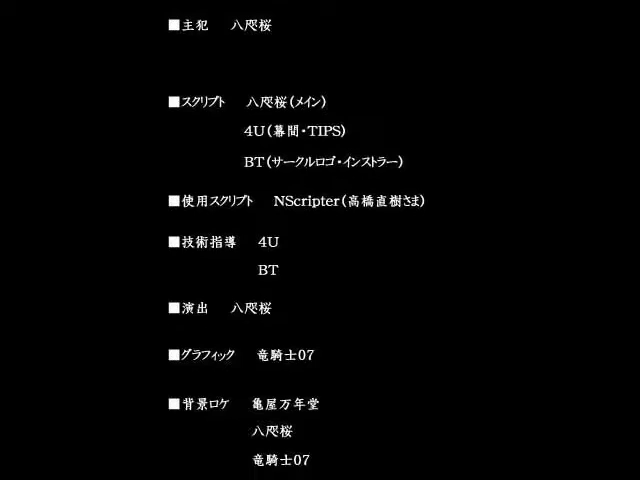 ■主犯　八咫桜
■スクリプト　八咫桜(メイン)
4U(幕間・TIPS)
BT(サークルロゴ・インストラー)
■使用スクリプト　NScripter(高橋直樹さま)
■技術指導　4U
BT
■演出　八咫桜
■グラフィック　竜騎士07
■背景ロケ　亀屋万年堂
八咫桜
竜騎士07